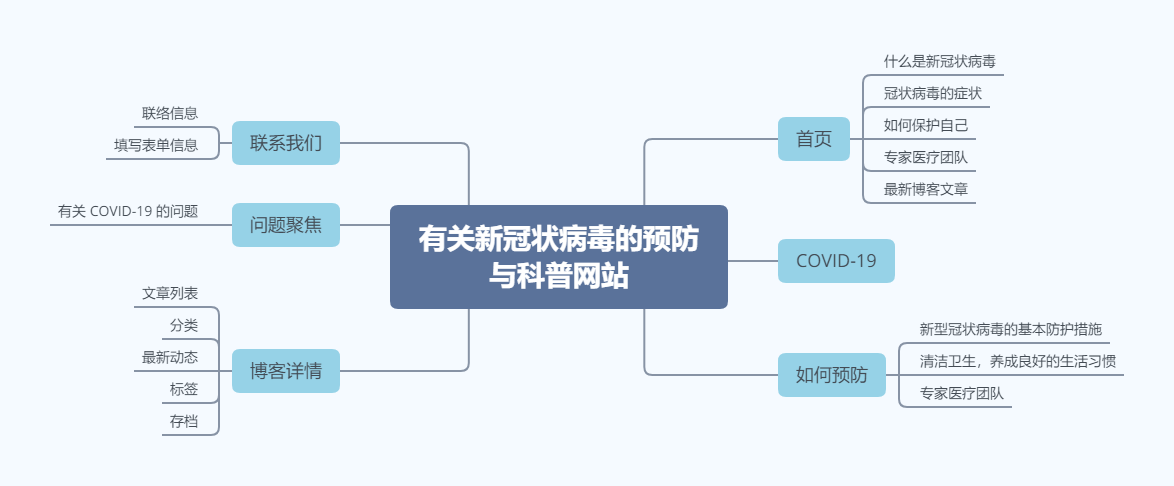 有关新冠状病毒的预防
与科普网站
首页
什么是新冠状病毒
冠状病毒的症状
如何保护自己
专家医疗团队
最新博客文章
COVID-19
如何预防
新型冠状病毒的基本防护措施
清洁卫生，养成良好的生活习惯
专家医疗团队
联系我们
联络信息
填写表单信息
问题聚焦
有关 COVID-19 的问题
博客详情
文章列表
分类
最新动态
标签
存档